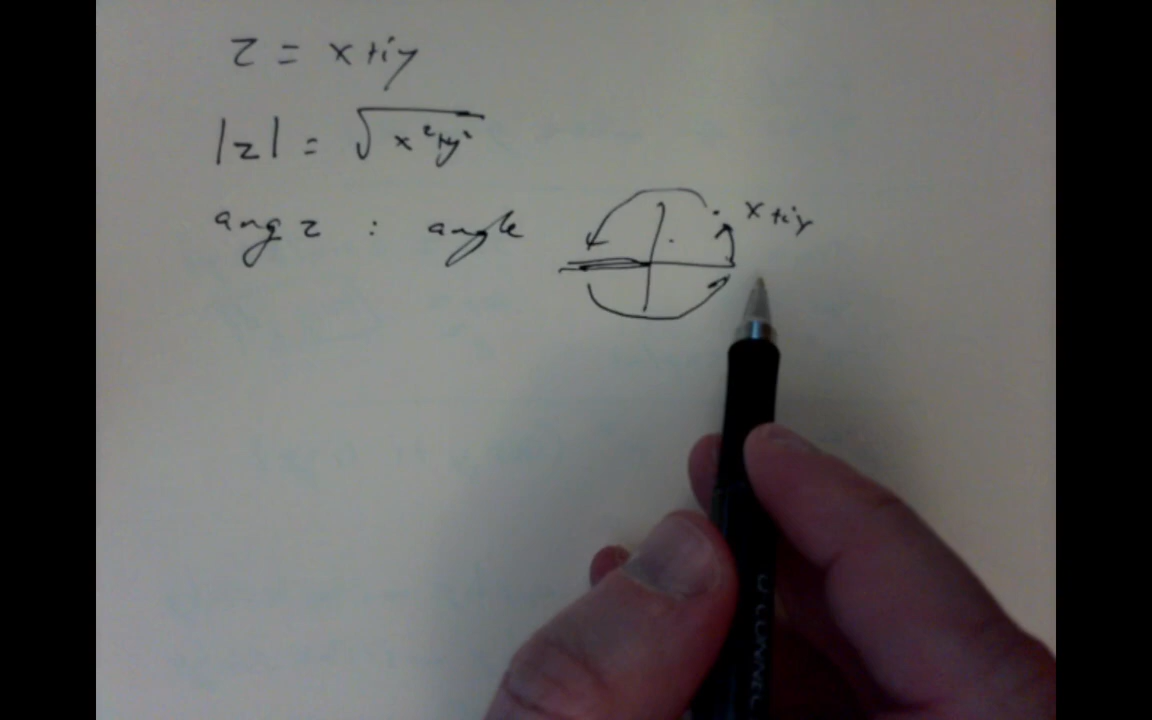 z = x+iy
|z| = √x²+y²
arg z : angle
x+iy